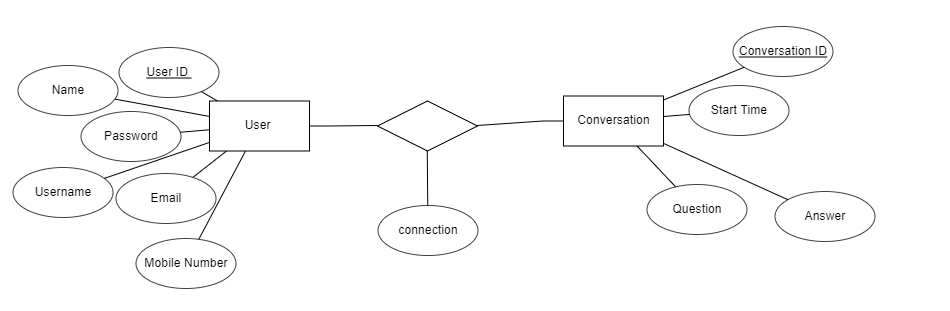 Conversation ID
User ID
Name
Start Time
Conversation
User
Password
Username
Email
Question
Answer
connection
Mobile Number